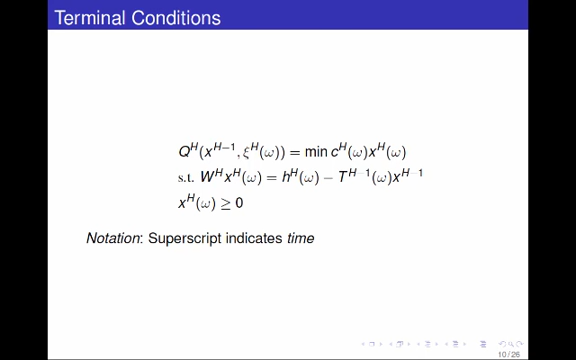 Terminal Conditions
Q^H(x^{H−1}, ξ^H(ω)) = min c^H(ω)x^H(ω)
s.t. W^H x^H(ω) = h^H(ω) − T^{H−1}(ω)x^{H−1}
x^H(ω) ≥ 0
Notation: Superscript indicates time
10 / 26